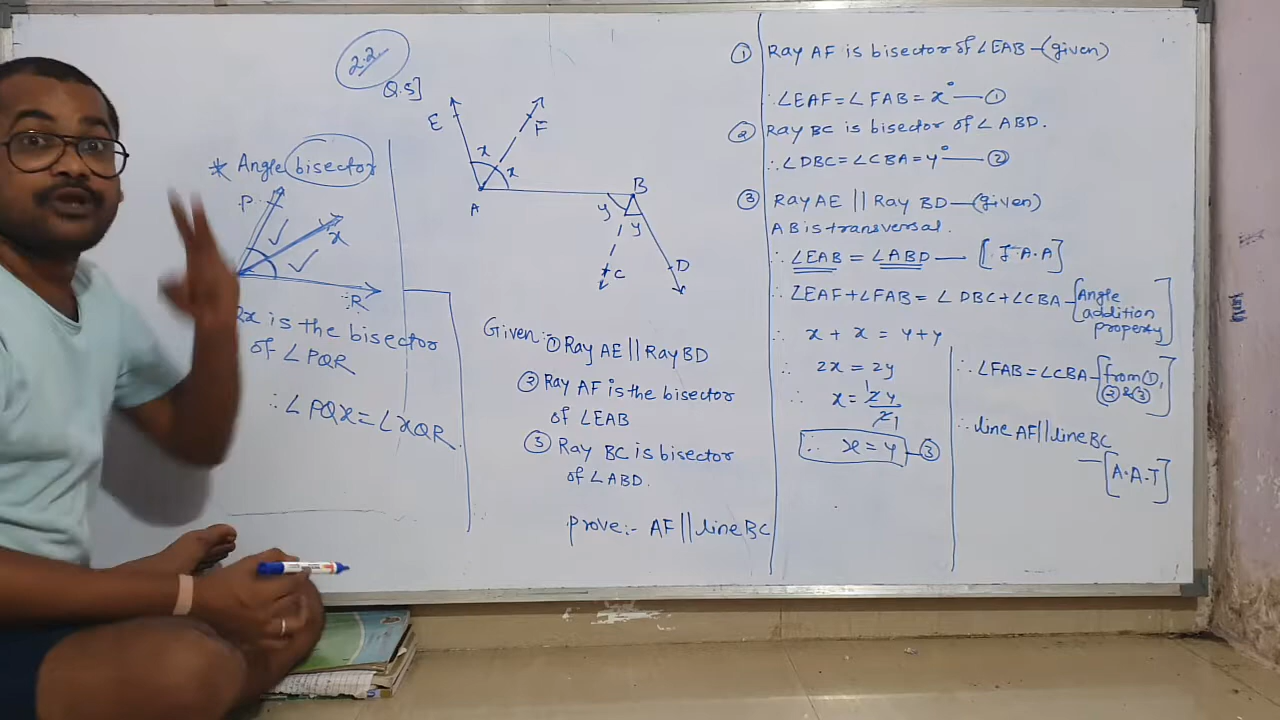 2.2
Q.5]
* Angle bisector
P
X
R
QX is the bisector
of ∠PQR
∴ ∠PQX=∠XQR.
E
F
x
x
A
B
y
y
C
D
Given:- ① Ray AE || Ray BD
② Ray AF is the bisector
of ∠EAB
③ Ray BC is bisector
of ∠ABD.
Prove:- AF || line BC
① Ray AF is bisector of ∠EAB —(given)
∴ ∠EAF=∠FAB=x° —①
② Ray BC is bisector of ∠ABD.
∴ ∠DBC=∠CBA=y° —②
③ Ray AE || Ray BD —(given)
AB is transversal.
∴ ∠EAB = ∠ABD — [I·A·A]
∴ ∠EAF+∠FAB = ∠DBC+∠CBA —[Angle
addition
property]
∴ x + x = y + y
∴ 2x = 2y
∴ x = 2y/2
1
1
∴ x = y —③
∴ ∠FAB=∠CBA —[from ①,
② & ③]
∴ line AF || line BC
— [A·A·T]